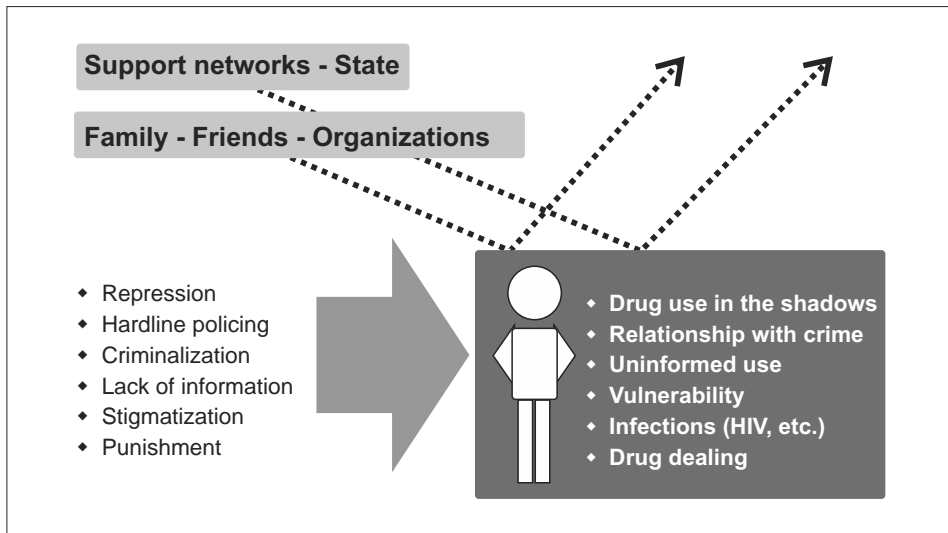 Support networks - State
Family - Friends - Organizations
◆ Repression
◆ Hardline policing
◆ Criminalization
◆ Lack of information
◆ Stigmatization
◆ Punishment
◆ Drug use in the shadows
◆ Relationship with crime
◆ Uninformed use
◆ Vulnerability
◆ Infections (HIV, etc.)
◆ Drug dealing